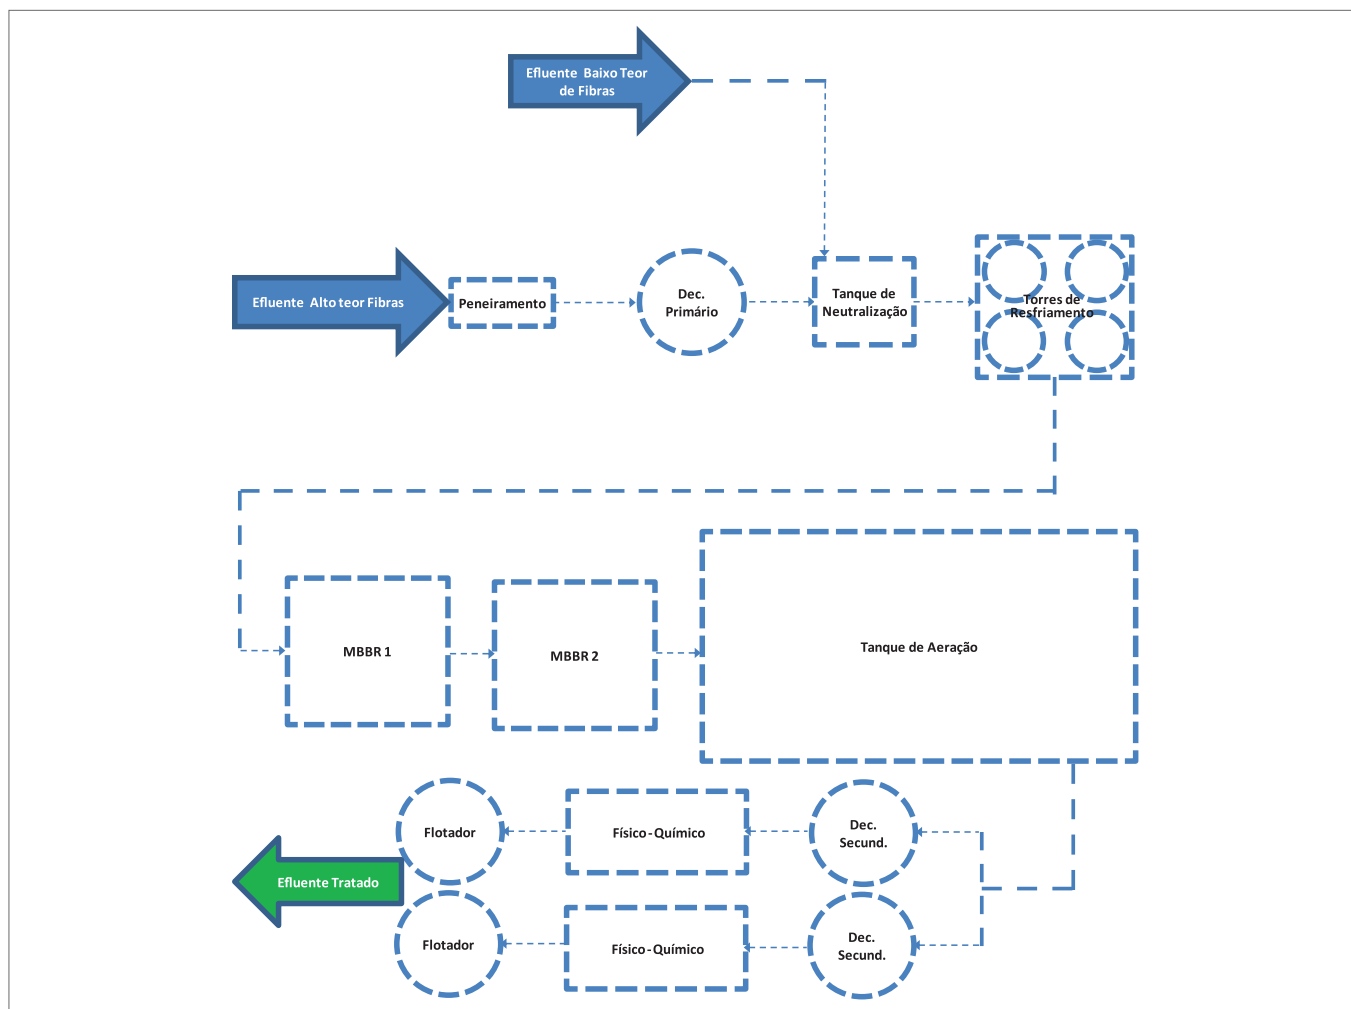 Efluente Baixo Teor
de Fibras
Efluente Alto teor Fibras
Peneiramento
Dec.
Primário
Tanque de
Neutralização
Torres de
Resfriamento
MBBR 1
MBBR 2
Tanque de Aeração
Flotador
Físico-Químico
Dec.
Secund.
Efluente Tratado
Flotador
Físico-Químico
Dec.
Secund.